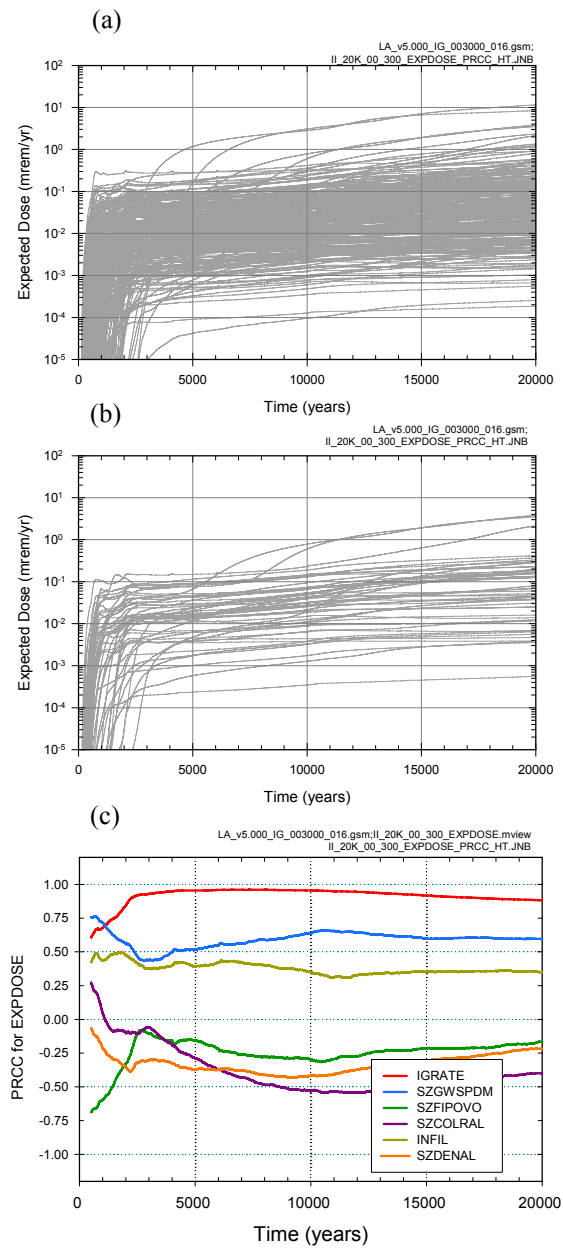 (a)
LA_v5.000_IG_003000_016.gsm;
II_20K_00_300_EXPDOSE_PRCC_HT.JNB
Expected Dose (mrem/yr)
10²
10¹
10⁰
10⁻¹
10⁻²
10⁻³
10⁻⁴
10⁻⁵
0 5000 10000 15000 20000
Time (years)
(b)
LA_v5.000_IG_003000_016.gsm;
II_20K_00_300_EXPDOSE_PRCC_HT.JNB
Expected Dose (mrem/yr)
10²
10¹
10⁰
10⁻¹
10⁻²
10⁻³
10⁻⁴
10⁻⁵
0 5000 10000 15000 20000
Time (years)
(c)
LA_v5.000_IG_003000_016.gsm;II_20K_00_300_EXPDOSE.mview
II_20K_00_300_EXPDOSE_PRCC_HT.JNB
PRCC for EXPDOSE
1.00
0.75
0.50
0.25
0.00
-0.25
-0.50
-0.75
-1.00
IGRATE
SZGWSPDM
SZFIPOVO
SZCOLRAL
INFIL
SZDENAL
0 5000 10000 15000 20000
Time (years)